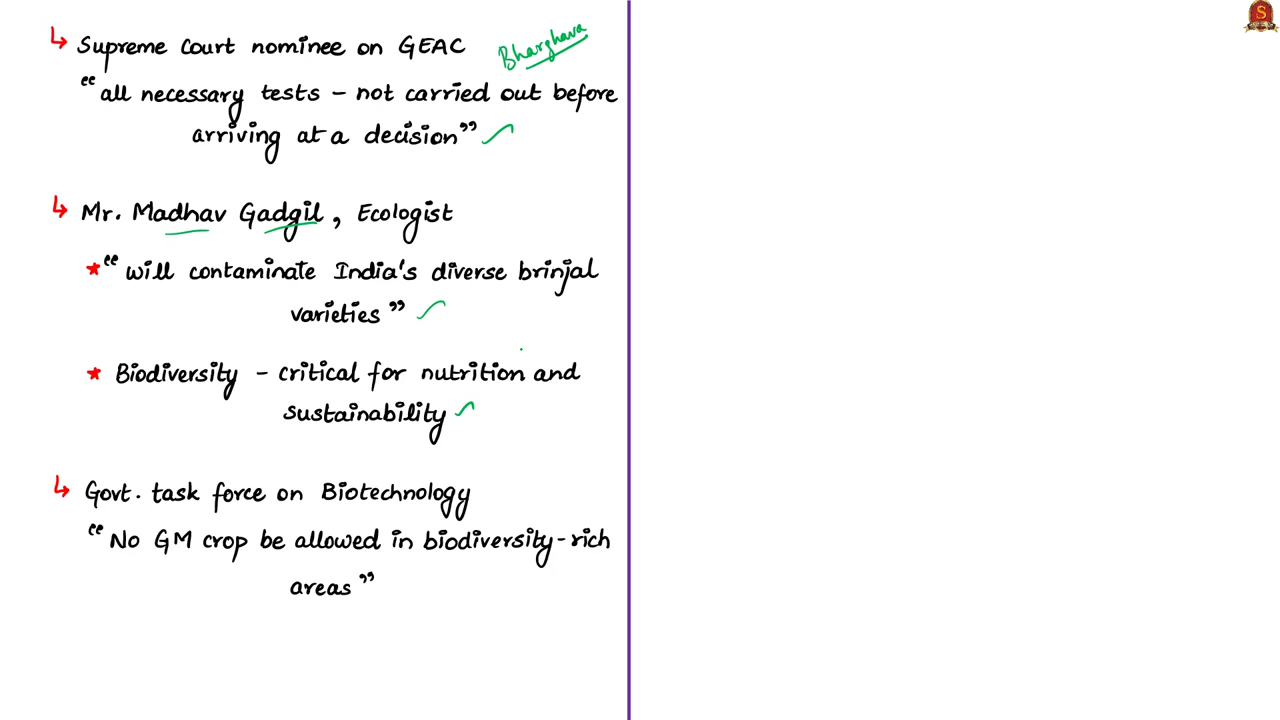 ↳ Supreme Court nominee on GEAC Bharghava
"all necessary tests – not carried out before
arriving at a decision"
↳ Mr. Madhav Gadgil, Ecologist
★ "will contaminate India's diverse brinjal
varieties"
★ Biodiversity – critical for nutrition and
sustainability
↳ Govt. task force on Biotechnology
"No GM crop be allowed in biodiversity-rich
areas"
S